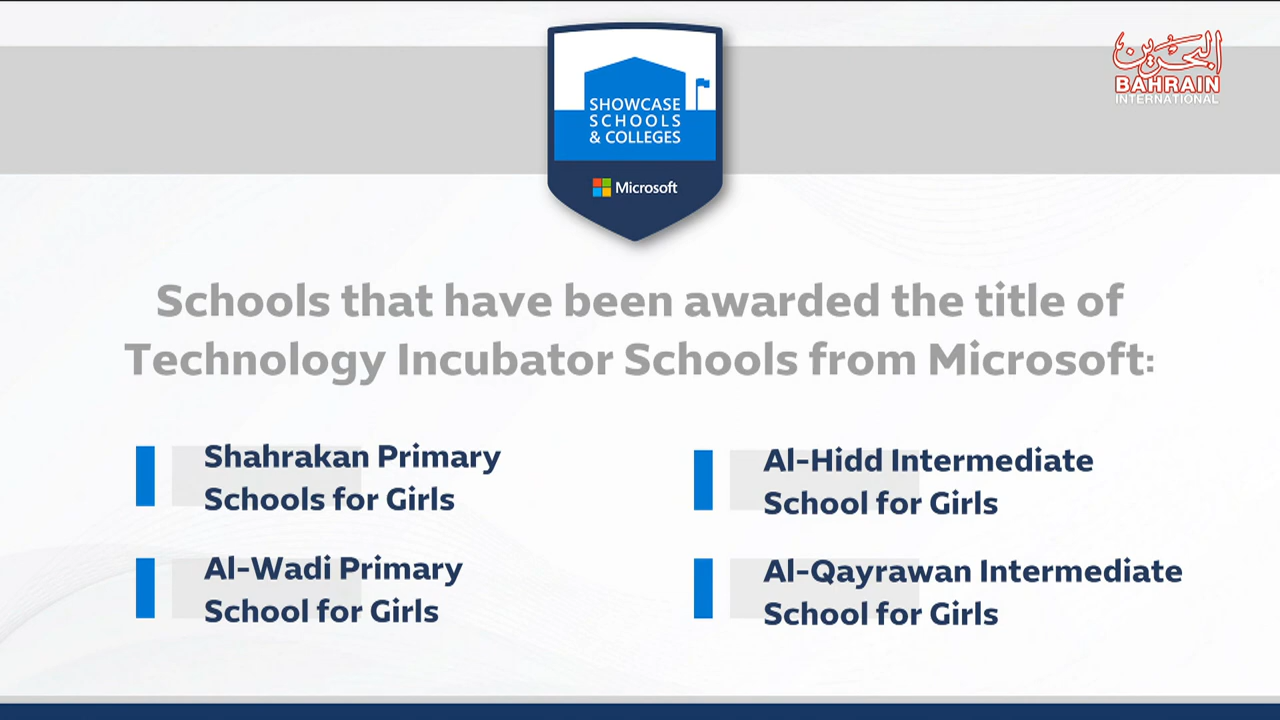 البحرين
BAHRAIN
INTERNATIONAL
SHOWCASE
SCHOOLS
& COLLEGES
Microsoft
Schools that have been awarded the title of
Technology Incubator Schools from Microsoft:
Shahrakan Primary
Schools for Girls
Al-Wadi Primary
School for Girls
Al-Hidd Intermediate
School for Girls
Al-Qayrawan Intermediate
School for Girls